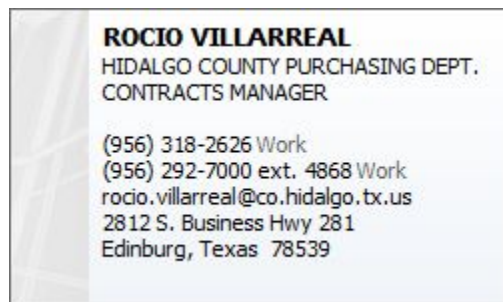 ROCIO VILLARREAL
HIDALGO COUNTY PURCHASING DEPT.
CONTRACTS MANAGER
(956) 318-2626 Work
(956) 292-7000 ext. 4868 Work
rocio.villarreal@co.hidalgo.tx.us
2812 S. Business Hwy 281
Edinburg, Texas  78539